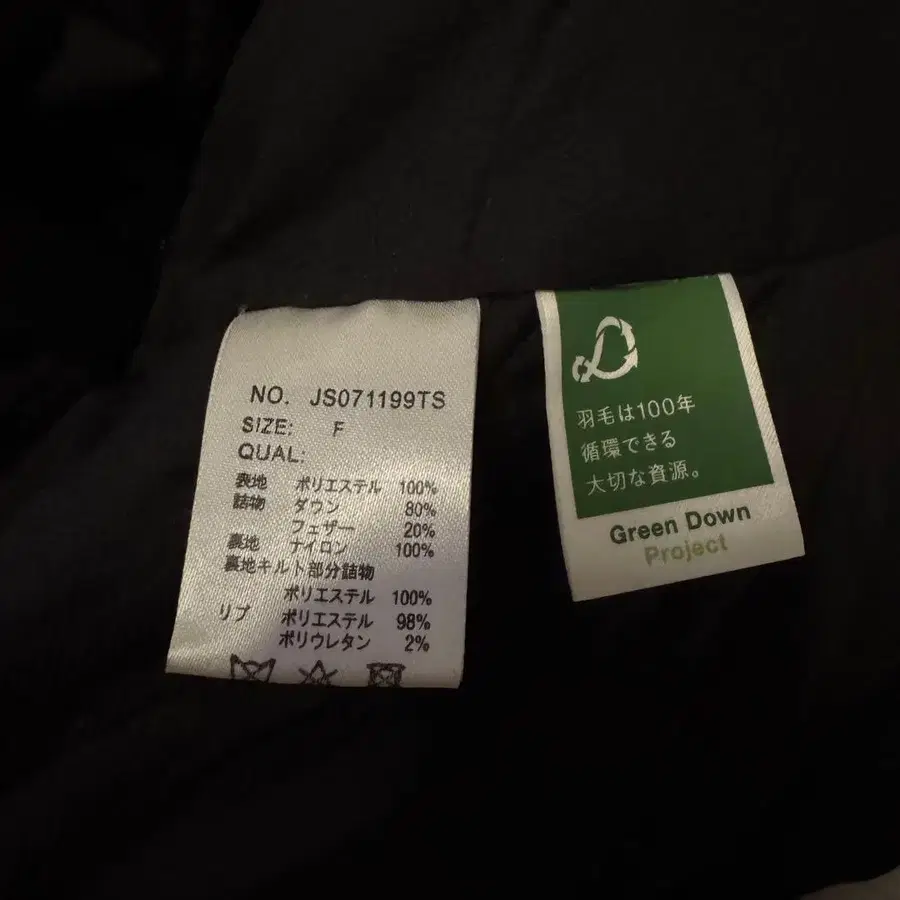 NO. JS071199TS
SIZE: F
QUAL:
表地 ポリエステル 100%
詰物 ダウン 80%
フェザー 20%
裏地 ナイロン 100%
裏地キルト部分詰物
ポリエステル 100%
リブ ポリエステル 98%
ポリウレタン 2%
羽毛は100年
循環できる
大切な資源。
Green Down
Project